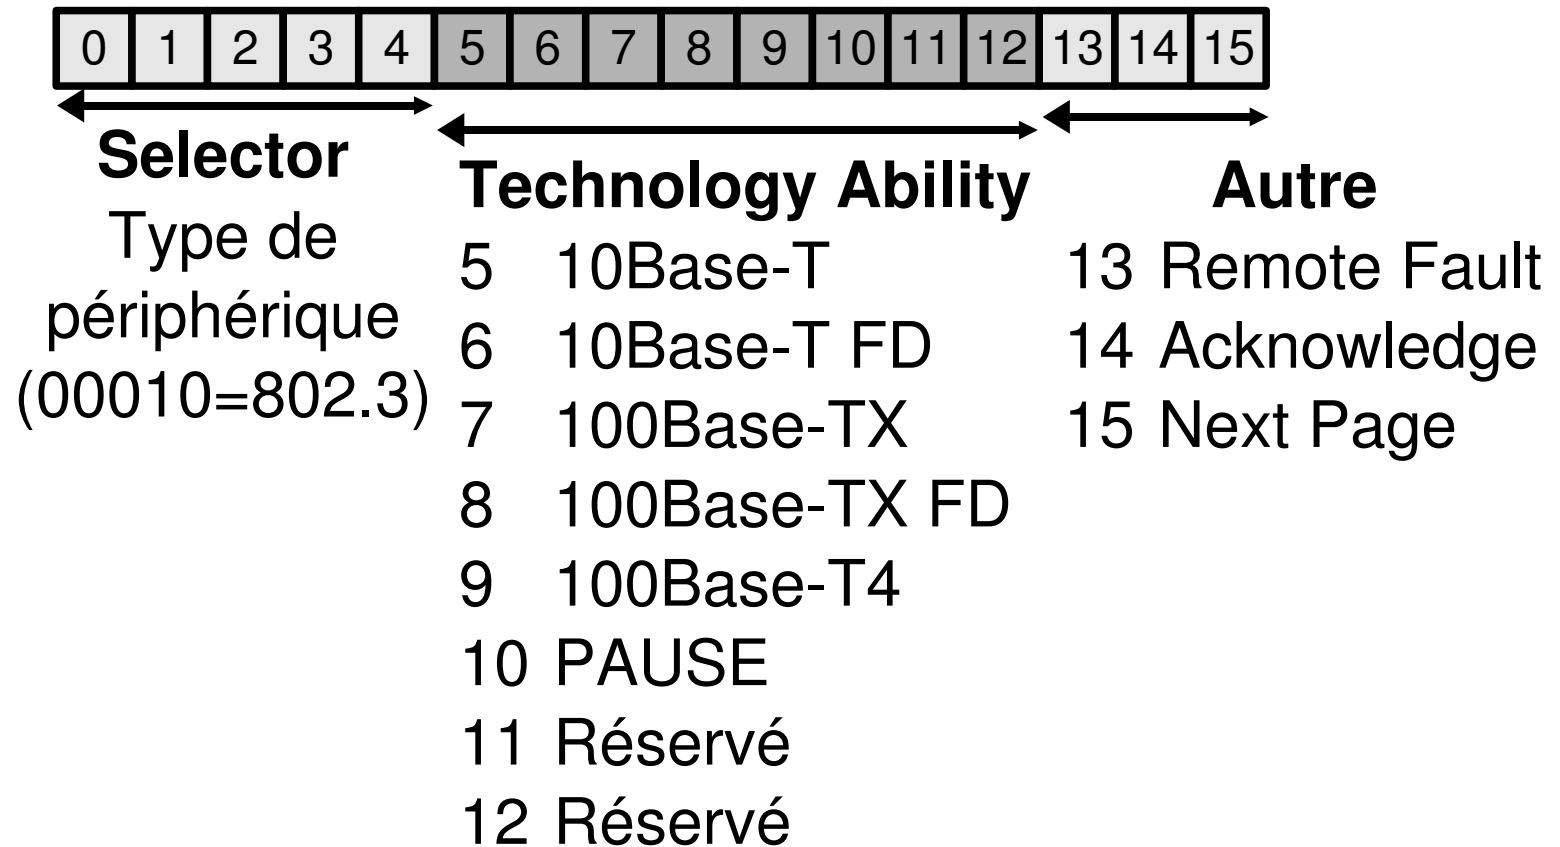 0 1 2 3 4 5 6 7 8 9 10 11 12 13 14 15
Selector
Type de
périphérique
(00010=802.3)
Technology Ability
5 10Base-T
6 10Base-T FD
7 100Base-TX
8 100Base-TX FD
9 100Base-T4
10 PAUSE
11 Réservé
12 Réservé
Autre
13 Remote Fault
14 Acknowledge
15 Next Page